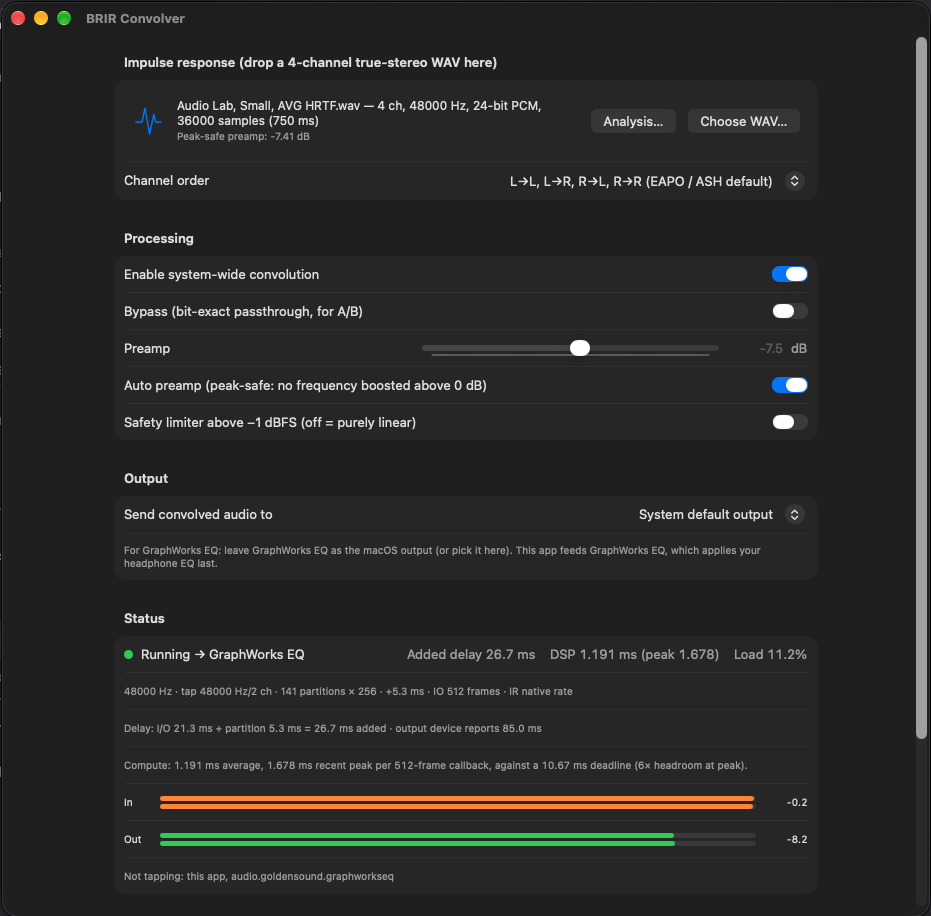 BRIR Convolver
Impulse response (drop a 4-channel true-stereo WAV here)
Audio Lab, Small, AVG HRTF.wav — 4 ch, 48000 Hz, 24-bit PCM,
36000 samples (750 ms)
Peak-safe preamp: -7.41 dB
Analysis...
Choose WAV...
Channel order
L→L, L→R, R→L, R→R (EAPO / ASH default)
Processing
Enable system-wide convolution
Bypass (bit-exact passthrough, for A/B)
Preamp
-7.5 dB
Auto preamp (peak-safe: no frequency boosted above 0 dB)
Safety limiter above −1 dBFS (off = purely linear)
Output
Send convolved audio to
System default output
For GraphWorks EQ: leave GraphWorks EQ as the macOS output (or pick it here). This app feeds GraphWorks EQ, which applies your
headphone EQ last.
Status
Running → GraphWorks EQ
Added delay 26.7 ms
DSP 1.191 ms (peak 1.678)
Load 11.2%
48000 Hz · tap 48000 Hz/2 ch · 141 partitions × 256 · +5.3 ms · IO 512 frames · IR native rate
Delay: I/O 21.3 ms + partition 5.3 ms = 26.7 ms added · output device reports 85.0 ms
Compute: 1.191 ms average, 1.678 ms recent peak per 512-frame callback, against a 10.67 ms deadline (6× headroom at peak).
In
-0.2
Out
-8.2
Not tapping: this app, audio.goldensound.graphworkseq